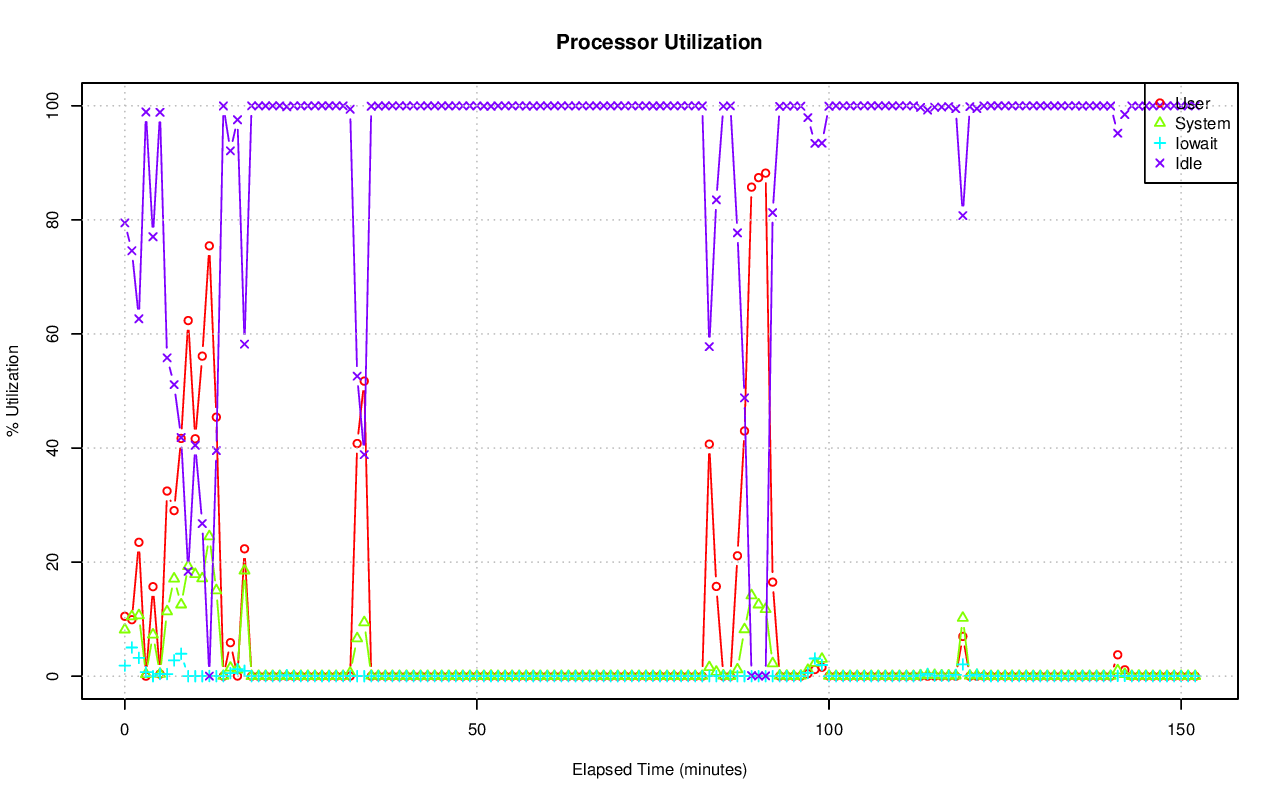 Processor Utilization
% Utilization
100
80
60
40
20
0
User
System
Iowait
Idle
0 50 100 150
Elapsed Time (minutes)